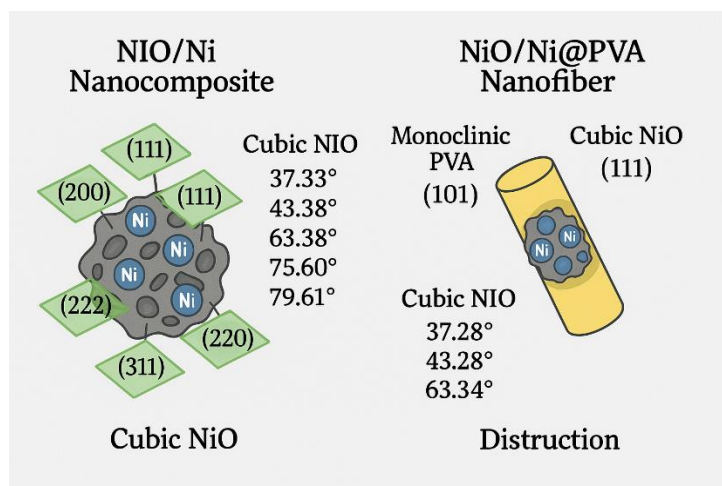 NIO/Ni
Nanocomposite
(111)
(200)
(111)
Ni
Ni
Ni
Ni
(222)
(220)
(311)
Cubic NIO
37.33°
43.38°
63.38°
75.60°
79.61°
Cubic NiO
NiO/Ni@PVA
Nanofiber
Monoclinic
PVA
(101)
Cubic NiO
(111)
Ni
Ni
Cubic NIO
37.28°
43.28°
63.34°
Distruction